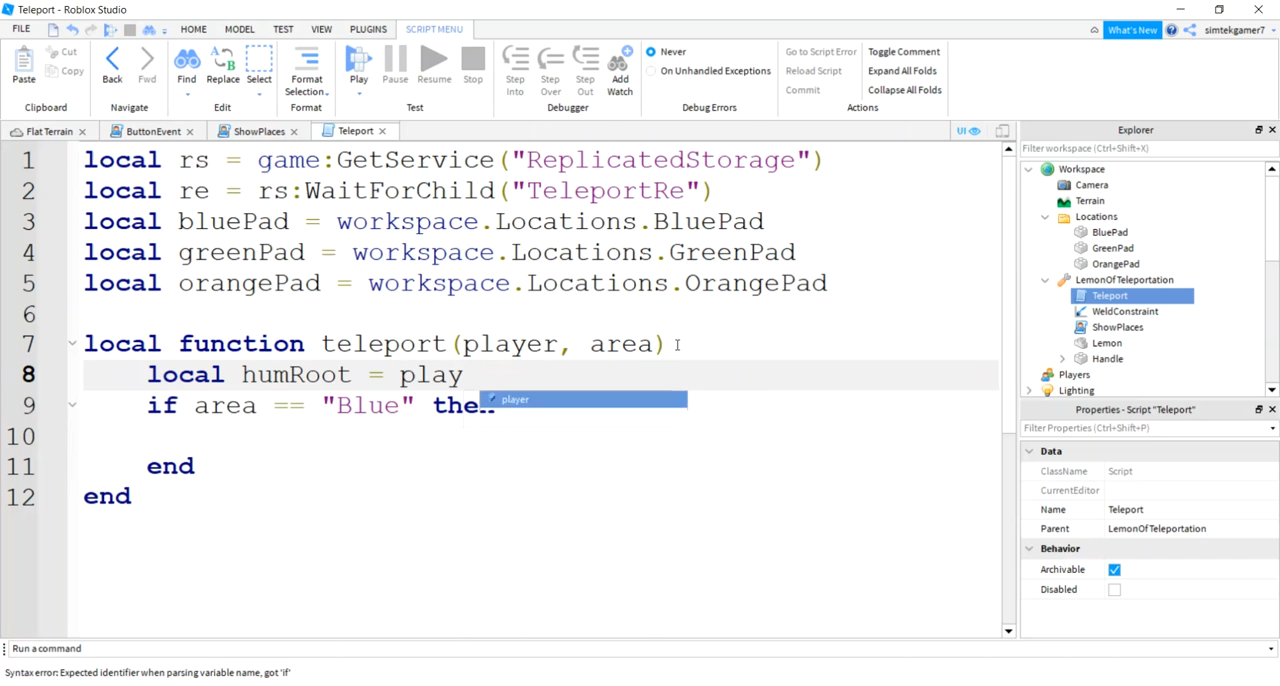 Teleport - Roblox Studio
FILE HOME MODEL TEST VIEW PLUGINS SCRIPT MENU What's New simtekgamer7
Paste Cut Copy Back Fwd Find Replace Select Format Selection Play Pause Resume Stop Step Into Step Over Step Out Add Watch Never On Unhandled Exceptions Go to Script Error Reload Script Commit Toggle Comment Expand All Folds Collapse All Folds
Clipboard Navigate Edit Format Test Debugger Debug Errors Actions
Flat Terrain ButtonEvent ShowPlaces Teleport UI
1 local rs = game:GetService("ReplicatedStorage")
2 local re = rs:WaitForChild("TeleportRe")
3 local bluePad = workspace.Locations.BluePad
4 local greenPad = workspace.Locations.GreenPad
5 local orangePad = workspace.Locations.OrangePad
6
7 local function teleport(player, area)
8 local humRoot = play
player
9 if area == "Blue" then
10
11 end
12 end
Explorer
Filter workspace (Ctrl+Shift+X)
Workspace
Camera
Terrain
Locations
BluePad
GreenPad
OrangePad
LemonOfTeleportation
Teleport
WeldConstraint
ShowPlaces
Lemon
Handle
Players
Lighting
Properties - Script "Teleport"
Filter Properties (Ctrl+Shift+P)
Data
ClassName Script
CurrentEditor
Name Teleport
Parent LemonOfTeleportation
Behavior
Archivable
Disabled
Run a command
Syntax error: Expected identifier when parsing variable name, got 'if'